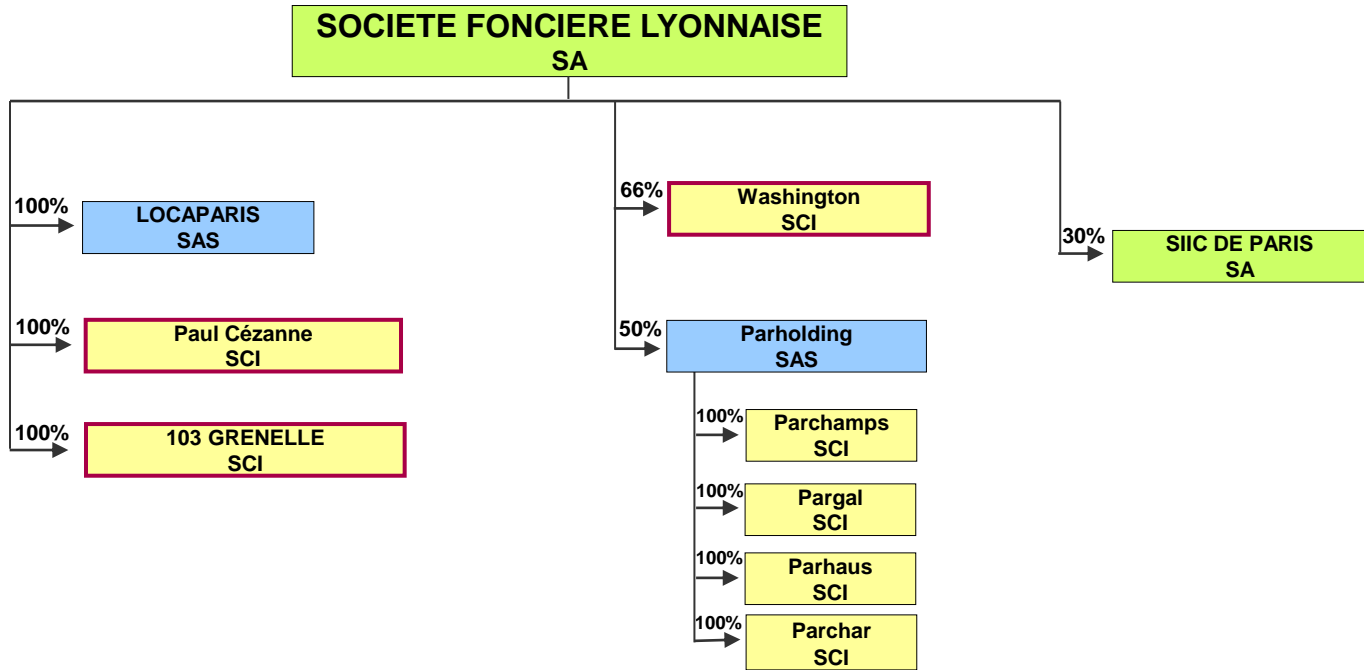 SOCIETE FONCIERE LYONNAISE
SA
100%
LOCAPARIS
SAS
100%
Paul Cézanne
SCI
100%
103 GRENELLE
SCI
66%
Washington
SCI
50%
Parholding
SAS
100%
Parchamps
SCI
100%
Pargal
SCI
100%
Parhaus
SCI
100%
Parchar
SCI
30%
SIIC DE PARIS
SA